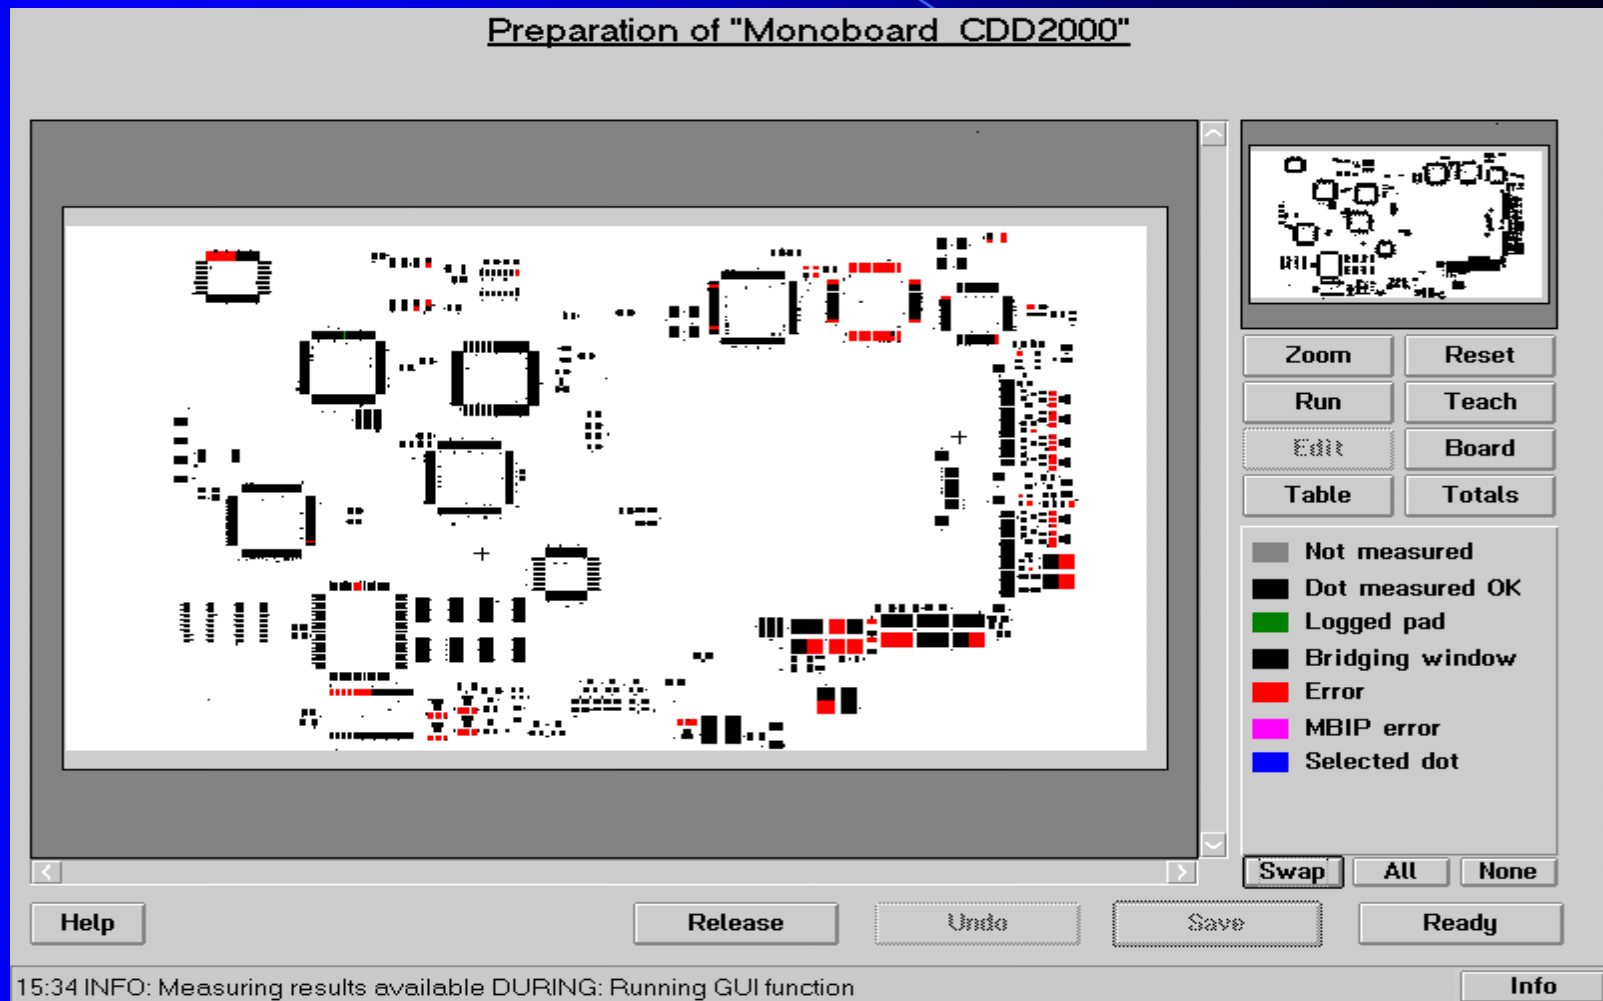 Preparation of "Monoboard CDD2000"
Zoom
Reset
Run
Teach
Edit
Board
Table
Totals
Not measured
Dot measured OK
Logged pad
Bridging window
Error
MBIP error
Selected dot
Swap
All
None
Help
Release
Undo
Save
Ready
15:34 INFO: Measuring results available DURING: Running GUI function
Info